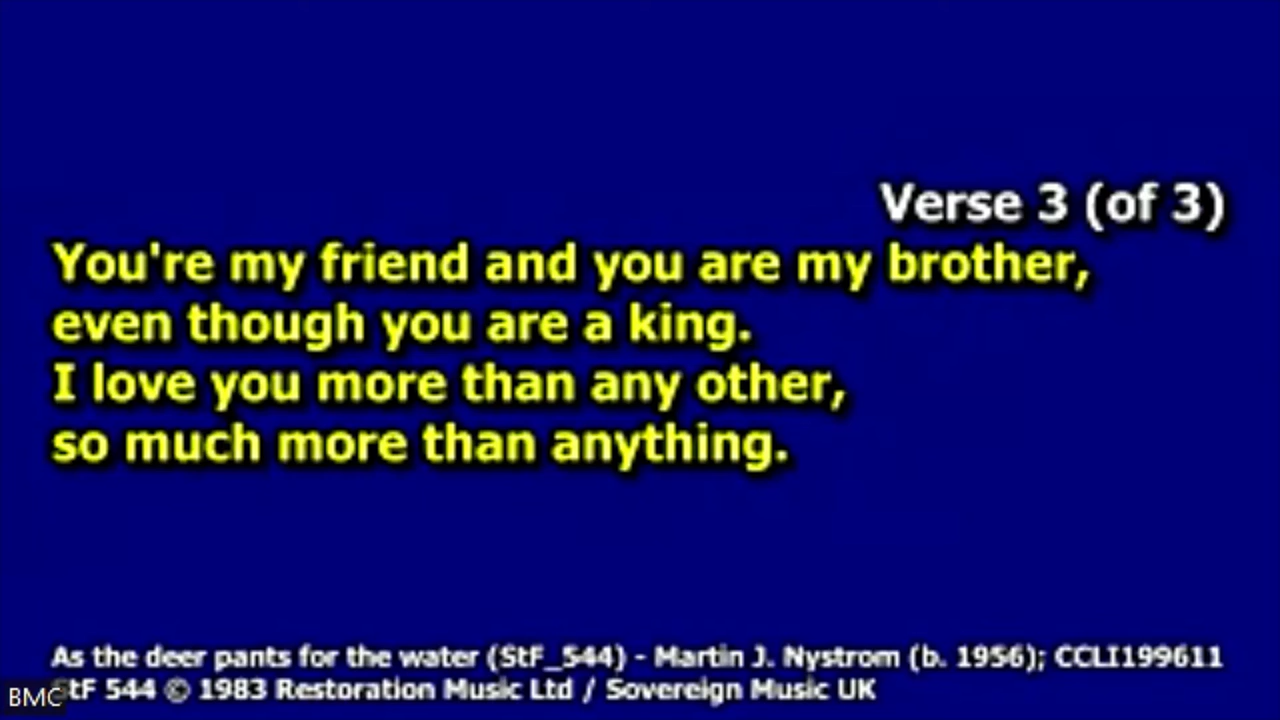 Verse 3 (of 3)
You're my friend and you are my brother,
even though you are a king.
I love you more than any other,
so much more than anything.
As the deer pants for the water (StF_544) - Martin J. Nystrom (b. 1956); CCLI199611
StF 544 © 1983 Restoration Music Ltd / Sovereign Music UK
BMC